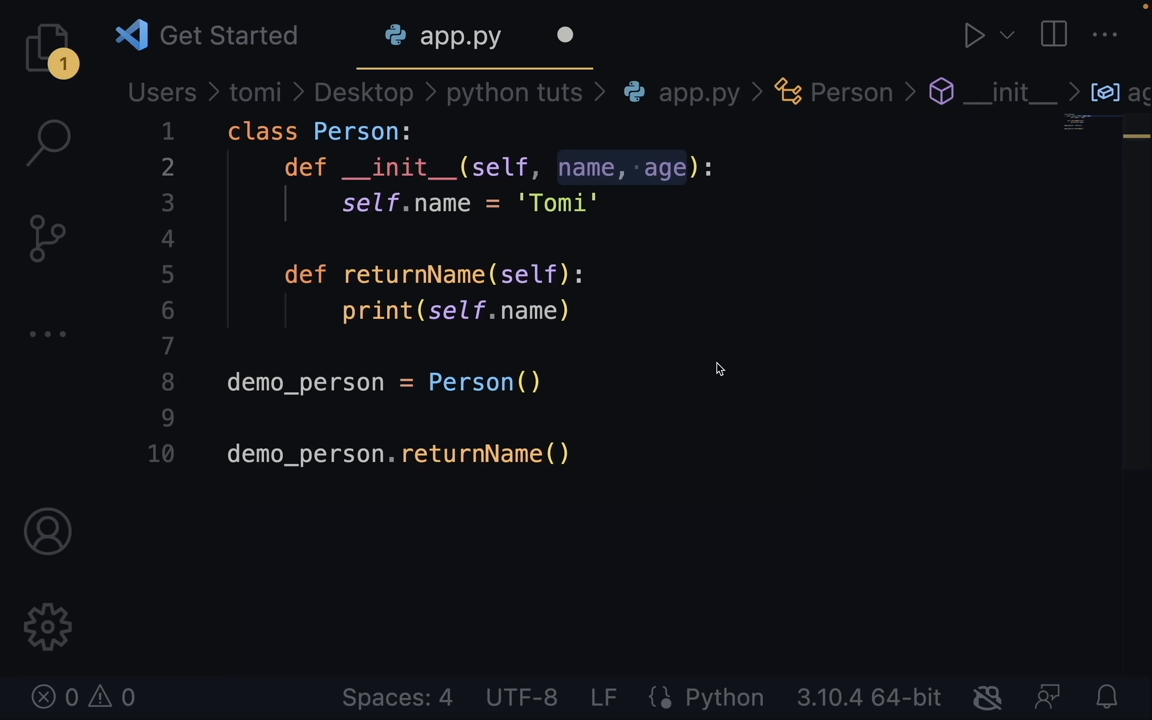 Get Started app.py
1
Users > tomi > Desktop > python tuts > app.py > Person > __init__ > ag
1 class Person:
2     def __init__(self, name, age):
3         self.name = 'Tomi'
4
5     def returnName(self):
6         print(self.name)
7
8 demo_person = Person()
9
10 demo_person.returnName()
0 0 Spaces: 4 UTF-8 LF Python 3.10.4 64-bit